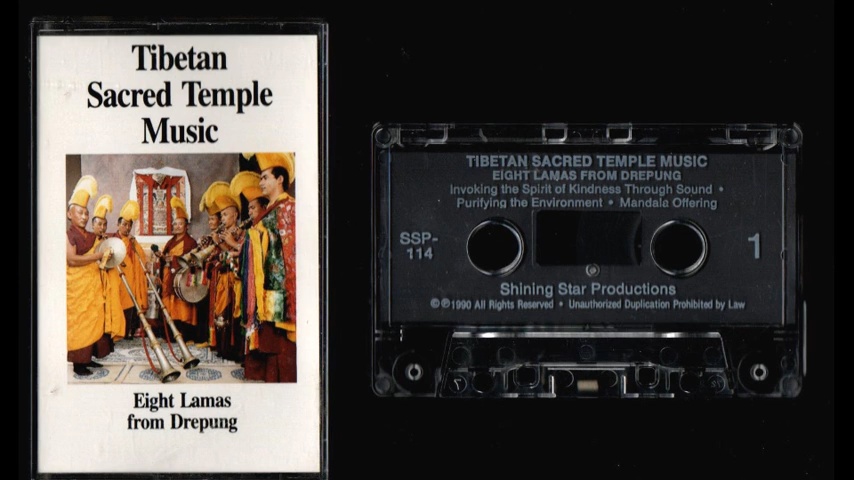 Tibetan
Sacred Temple
Music
Eight Lamas
from Drepung
TIBETAN SACRED TEMPLE MUSIC
EIGHT LAMAS FROM DREPUNG
Invoking the Spirit of Kindness Through Sound •
Purifying the Environment • Mandala Offering
SSP-
114
1
Shining Star Productions
©℗1990 All Rights Reserved • Unauthorized Duplication Prohibited by Law